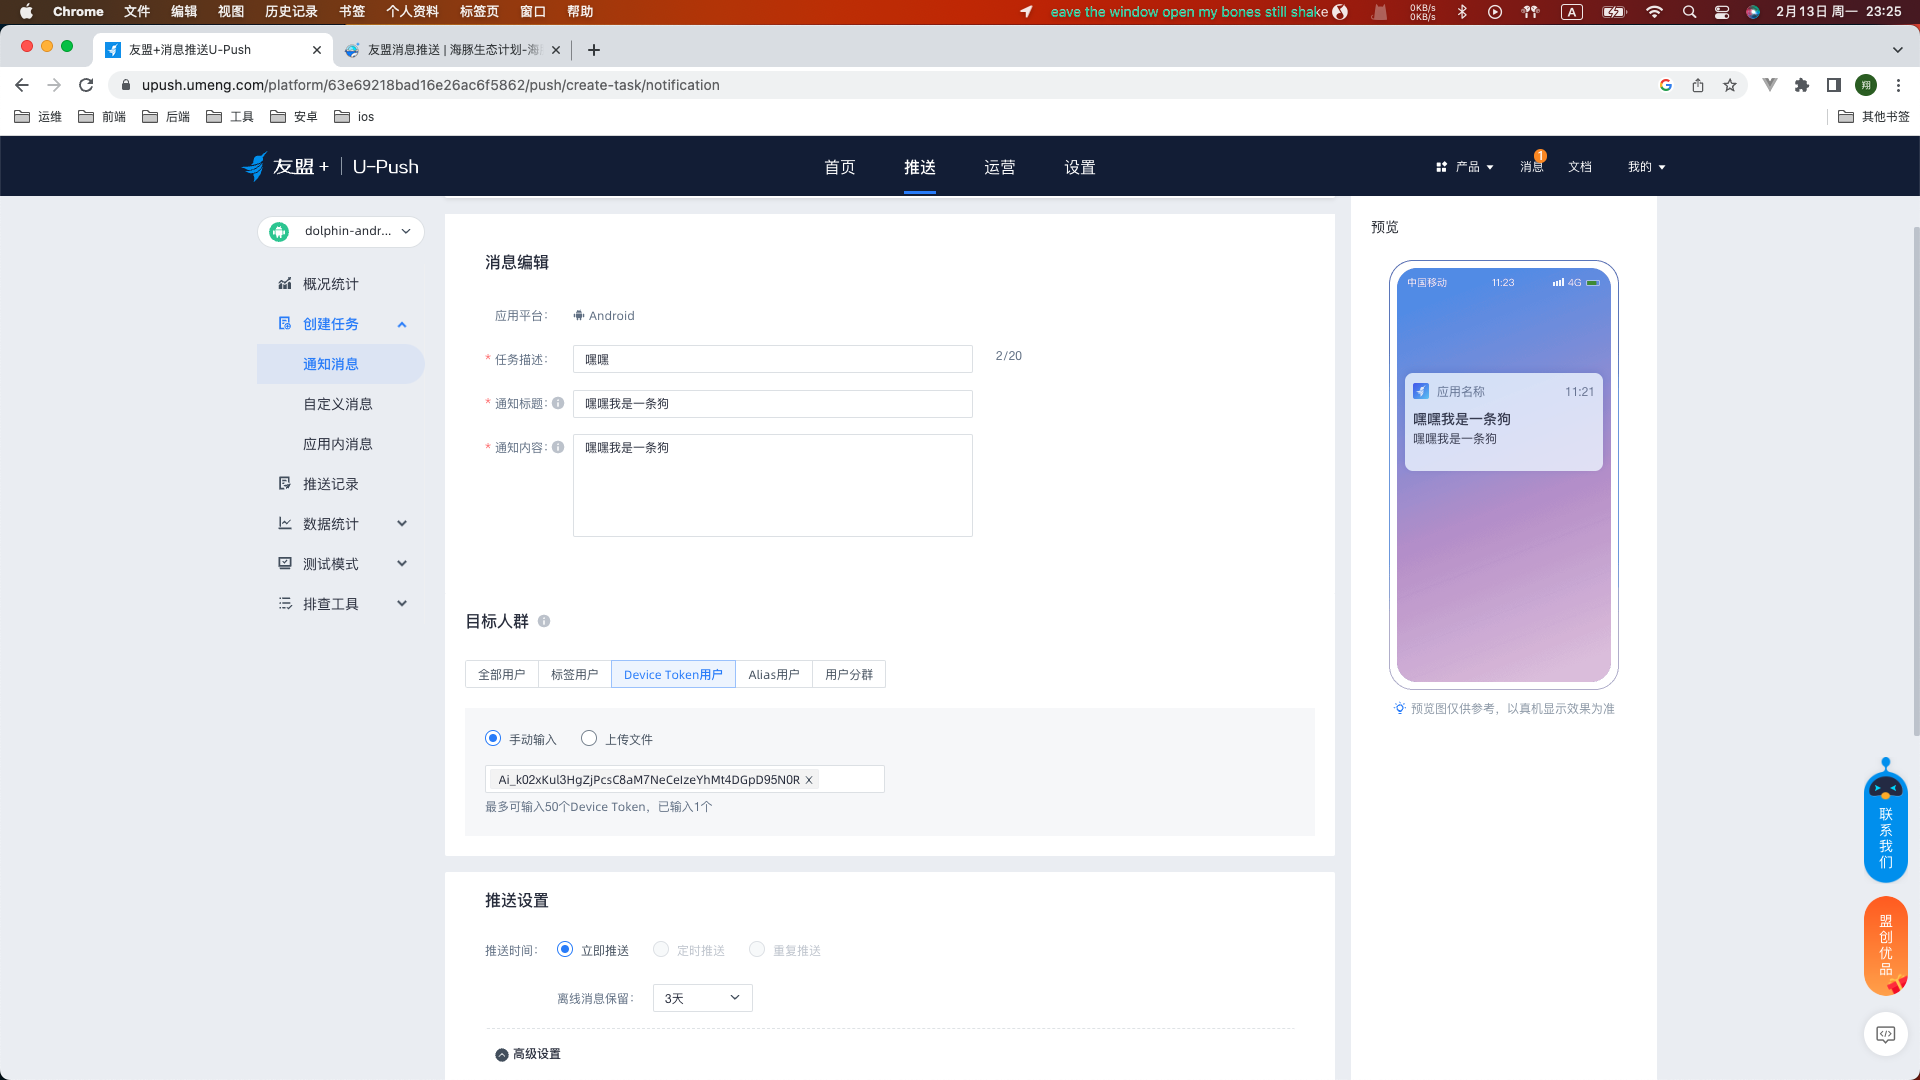 Chrome 文件 编辑 视图 历史记录 书签 个人资料 标签页 窗口 帮助
eave the window open my bones still shake
0KB/s
0KB/s
A
2月13日 周一 23:25
友盟+消息推送U-Push
友盟消息推送 | 海豚生态计划-海
upush.umeng.com/platform/63e69218bad16e26ac6f5862/push/create-task/notification
翔
运维 前端 后端 工具 安卓 ios
其他书签
友盟+ | U-Push
首页 推送 运营 设置
产品 消息 1 文档 我的
dolphin-andr...
概况统计
创建任务
通知消息
自定义消息
应用内消息
推送记录
数据统计
测试模式
排查工具
消息编辑
应用平台： Android
* 任务描述： 嘿嘿 2/20
* 通知标题： 嘿嘿我是一条狗
* 通知内容： 嘿嘿我是一条狗
目标人群
全部用户 标签用户 Device Token用户 Alias用户 用户分群
手动输入 上传文件
Ai_k02xKul3HgZjPcsC8aM7NeCeIzeYhMt4DGpD95N0R X
最多可输入50个Device Token，已输入1个
推送设置
推送时间： 立即推送 定时推送 重复推送
离线消息保留： 3天
高级设置
预览
中国移动 11:23 4G
应用名称 11:21
嘿嘿我是一条狗
嘿嘿我是一条狗
预览图仅供参考，以真机显示效果为准
联系我们
盟创优品